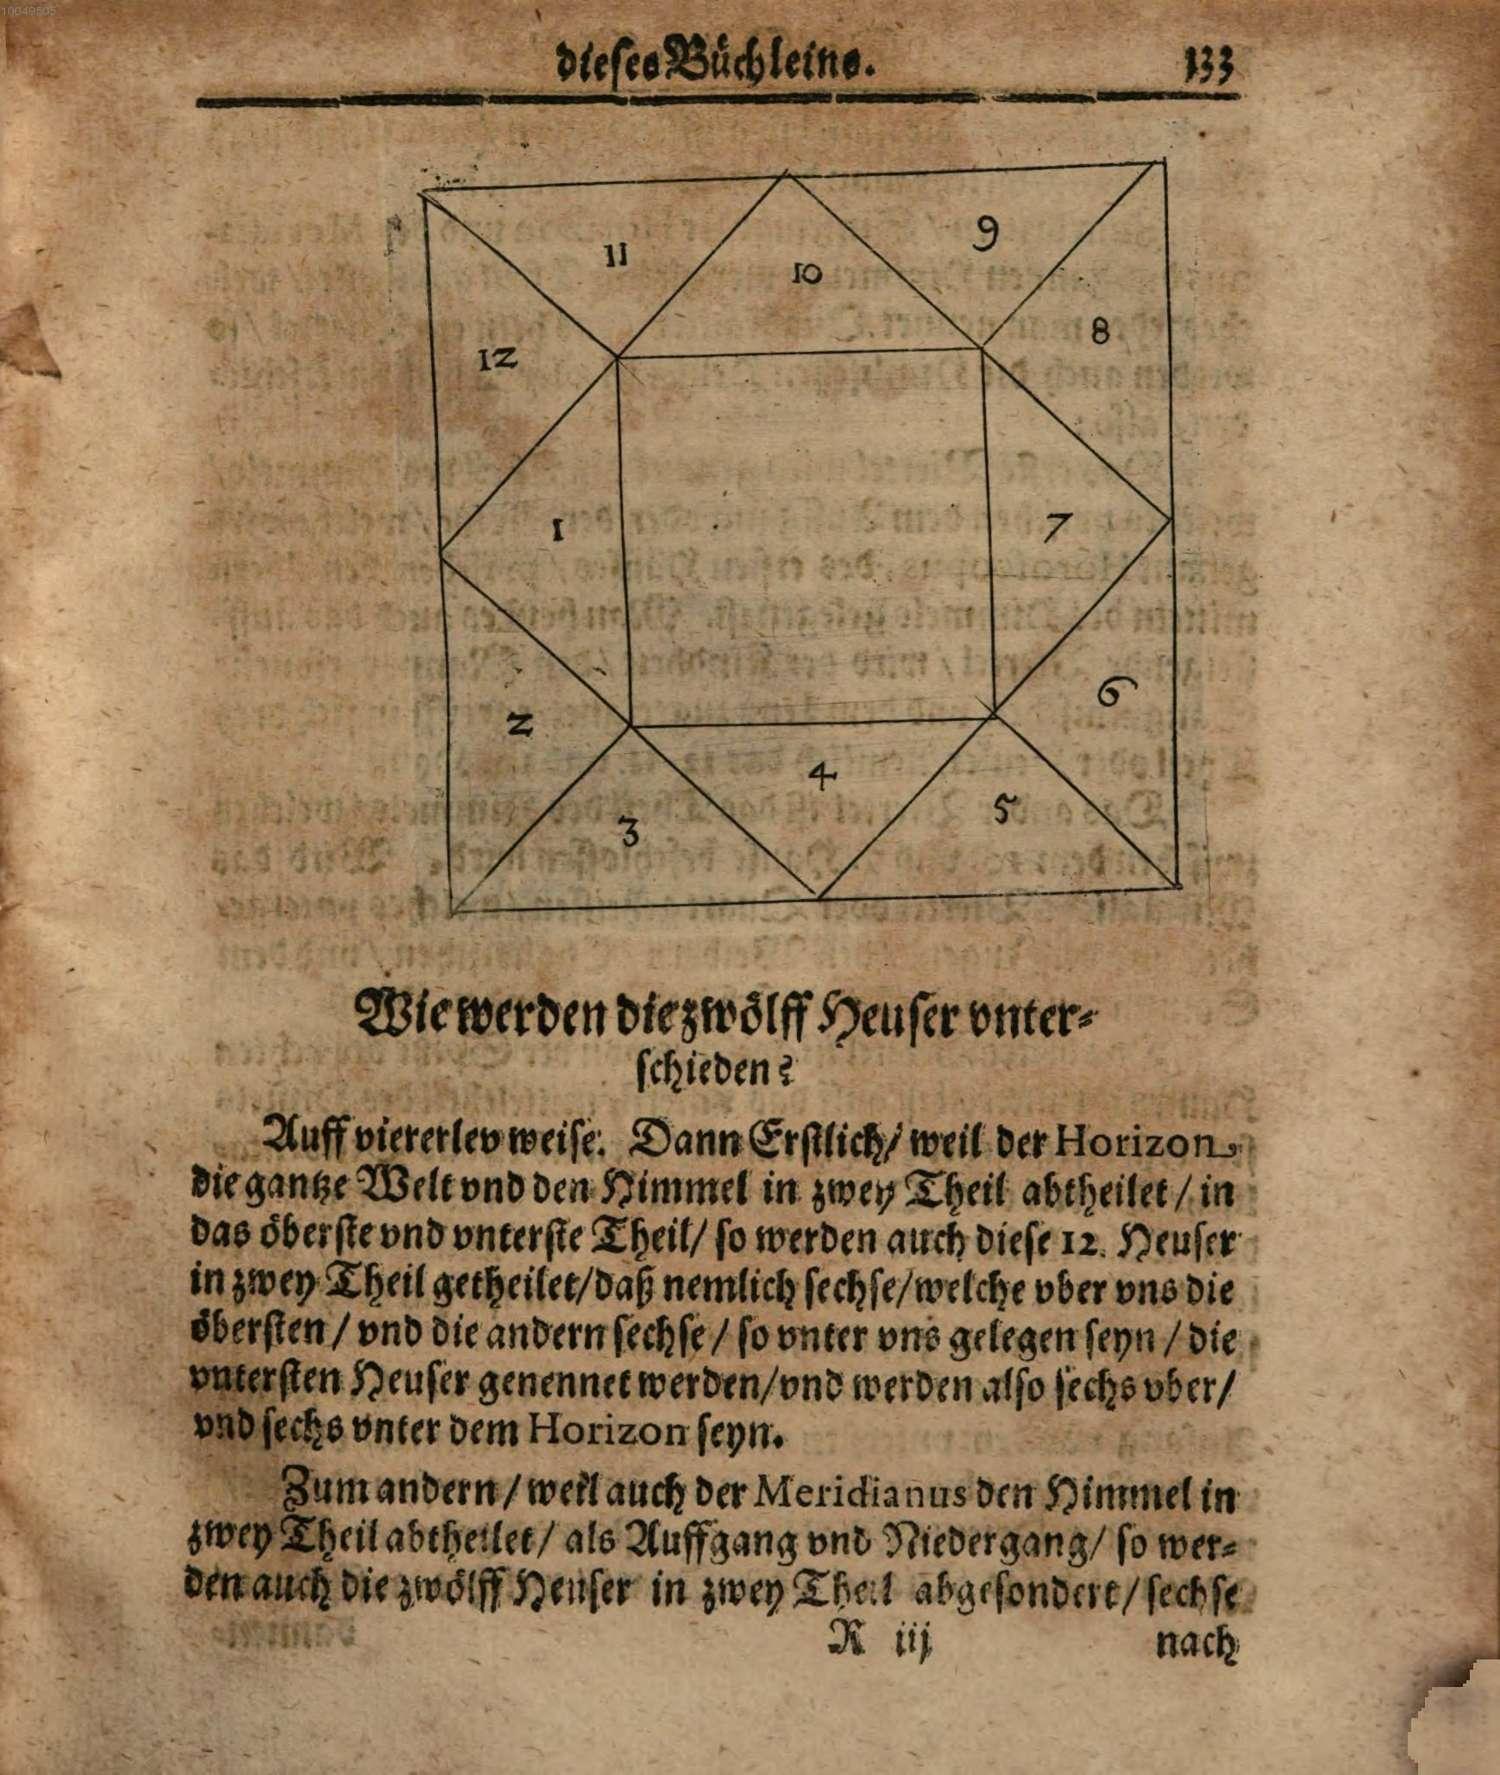 10049605
dieses Büchleins. 133
11
10
9
12
8
1
7
2
6
4
3
5
Wie werden die zwölff Heuser vnter⸗
schieden?
Auff viererley weise. Dann Erstlich/ weil der Horizon
die gantze Welt vnd den Himmel in zwey Theil abtheilet/ in
das öberste vnd vnterste Theil/ so werden auch diese 12. Heuser
in zwey Theil getheilet/ daß nemlich sechse/ welche vber vns die
öbersten/ vnd die andern sechse/ so vnter vns gelegen seyn/ die
vntersten Heuser genennet werden/ vnd werden also sechs vber/
vnd sechs vnter dem Horizon seyn.
Zum andern/ weil auch der Meridianus den Himmel in
zwey Theil abtheilet/ als Auffgang vnd Niedergang/ so wer⸗
den auch die zwölff Heuser in zwey Theil abgesondert/ sechse
R iij nach